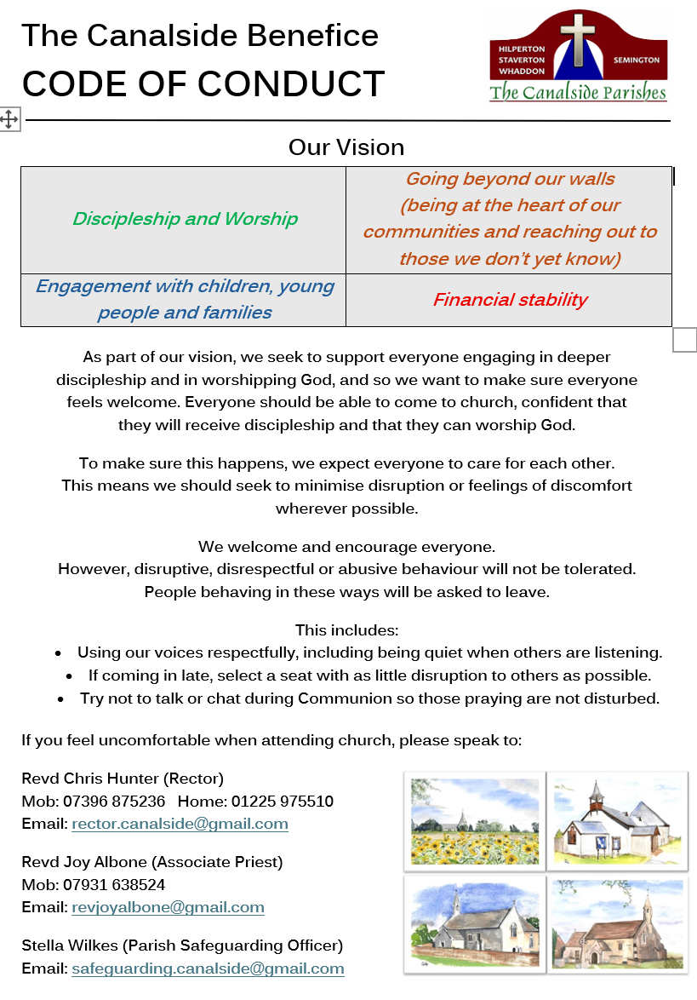 The Canalside Benefice
CODE OF CONDUCT
HILPERTON
STAVERTON
WHADDON
SEMINGTON
The Canalside Parishes
Our Vision
Discipleship and Worship
Going beyond our walls
(being at the heart of our
communities and reaching out to
those we don't yet know)
Engagement with children, young
people and families
Financial stability
As part of our vision, we seek to support everyone engaging in deeper
discipleship and in worshipping God, and so we want to make sure everyone
feels welcome. Everyone should be able to come to church, confident that
they will receive discipleship and that they can worship God.
To make sure this happens, we expect everyone to care for each other.
This means we should seek to minimise disruption or feelings of discomfort
wherever possible.
We welcome and encourage everyone.
However, disruptive, disrespectful or abusive behaviour will not be tolerated.
People behaving in these ways will be asked to leave.
This includes:
• Using our voices respectfully, including being quiet when others are listening.
• If coming in late, select a seat with as little disruption to others as possible.
• Try not to talk or chat during Communion so those praying are not disturbed.
If you feel uncomfortable when attending church, please speak to:
Revd Chris Hunter (Rector)
Mob: 07396 875236 Home: 01225 975510
Email: rector.canalside@gmail.com
Revd Joy Albone (Associate Priest)
Mob: 07931 638524
Email: revjoyalbone@gmail.com
Stella Wilkes (Parish Safeguarding Officer)
Email: safeguarding.canalside@gmail.com